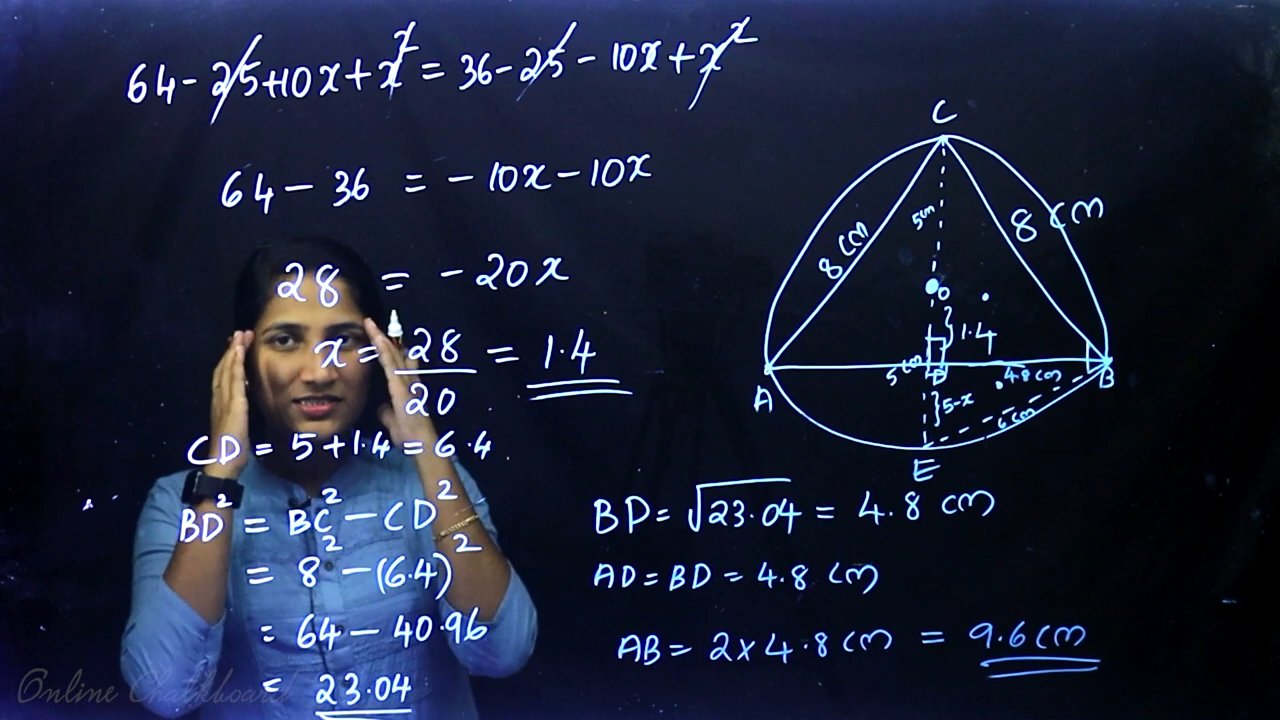 64 - 25 + 10x + x² = 36 - 25 - 10x + x²
64 - 36 = - 10x - 10x
28 = - 20x
x = 28/20 = 1.4
CD = 5 + 1.4 = 6.4
BD² = BC² - CD²
= 8² - (6.4)²
= 64 - 40.96
= 23.04
C
8 cm
8 cm
5cm
O
1.4
5cm
D
4.8cm
A
B
5-x
6cm
E
BD = √23.04 = 4.8 cm
AD = BD = 4.8 cm
AB = 2 x 4.8 cm = 9.6 cm
Online Chalkboard